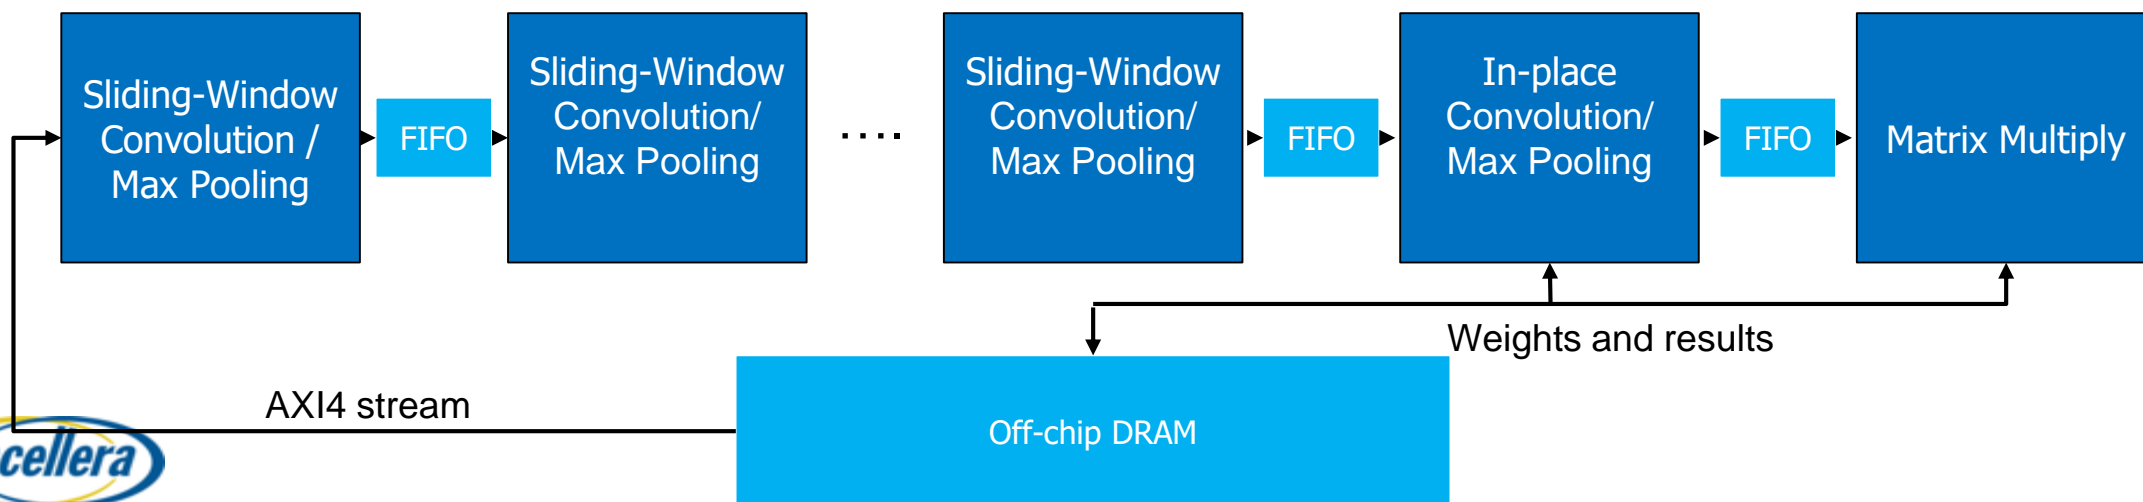 Sliding-Window
Convolution /
Max Pooling
FIFO
Sliding-Window
Convolution/
Max Pooling
....
Sliding-Window
Convolution/
Max Pooling
FIFO
In-place
Convolution/
Max Pooling
FIFO
Matrix Multiply
Weights and results
AXI4 stream
Off-chip DRAM
cellera